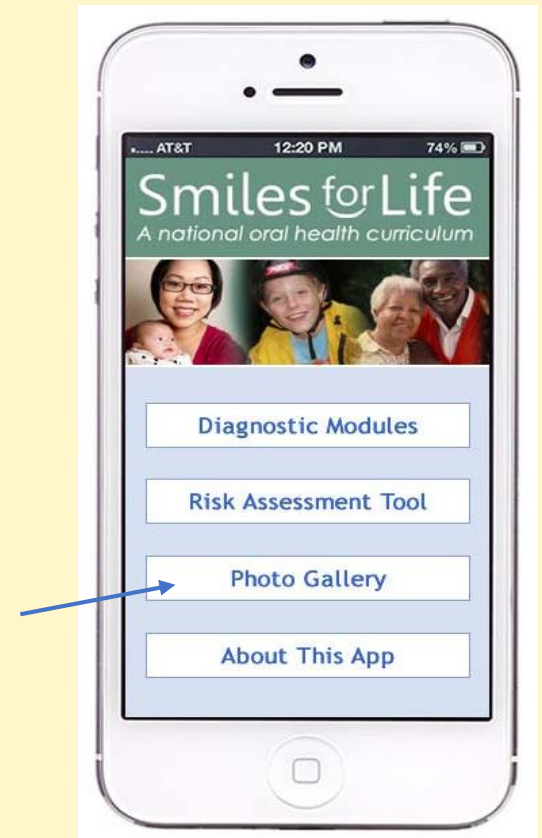 AT&T 12:20 PM 74%
Smiles for Life
A national oral health curriculum
Diagnostic Modules
Risk Assessment Tool
Photo Gallery
About This App